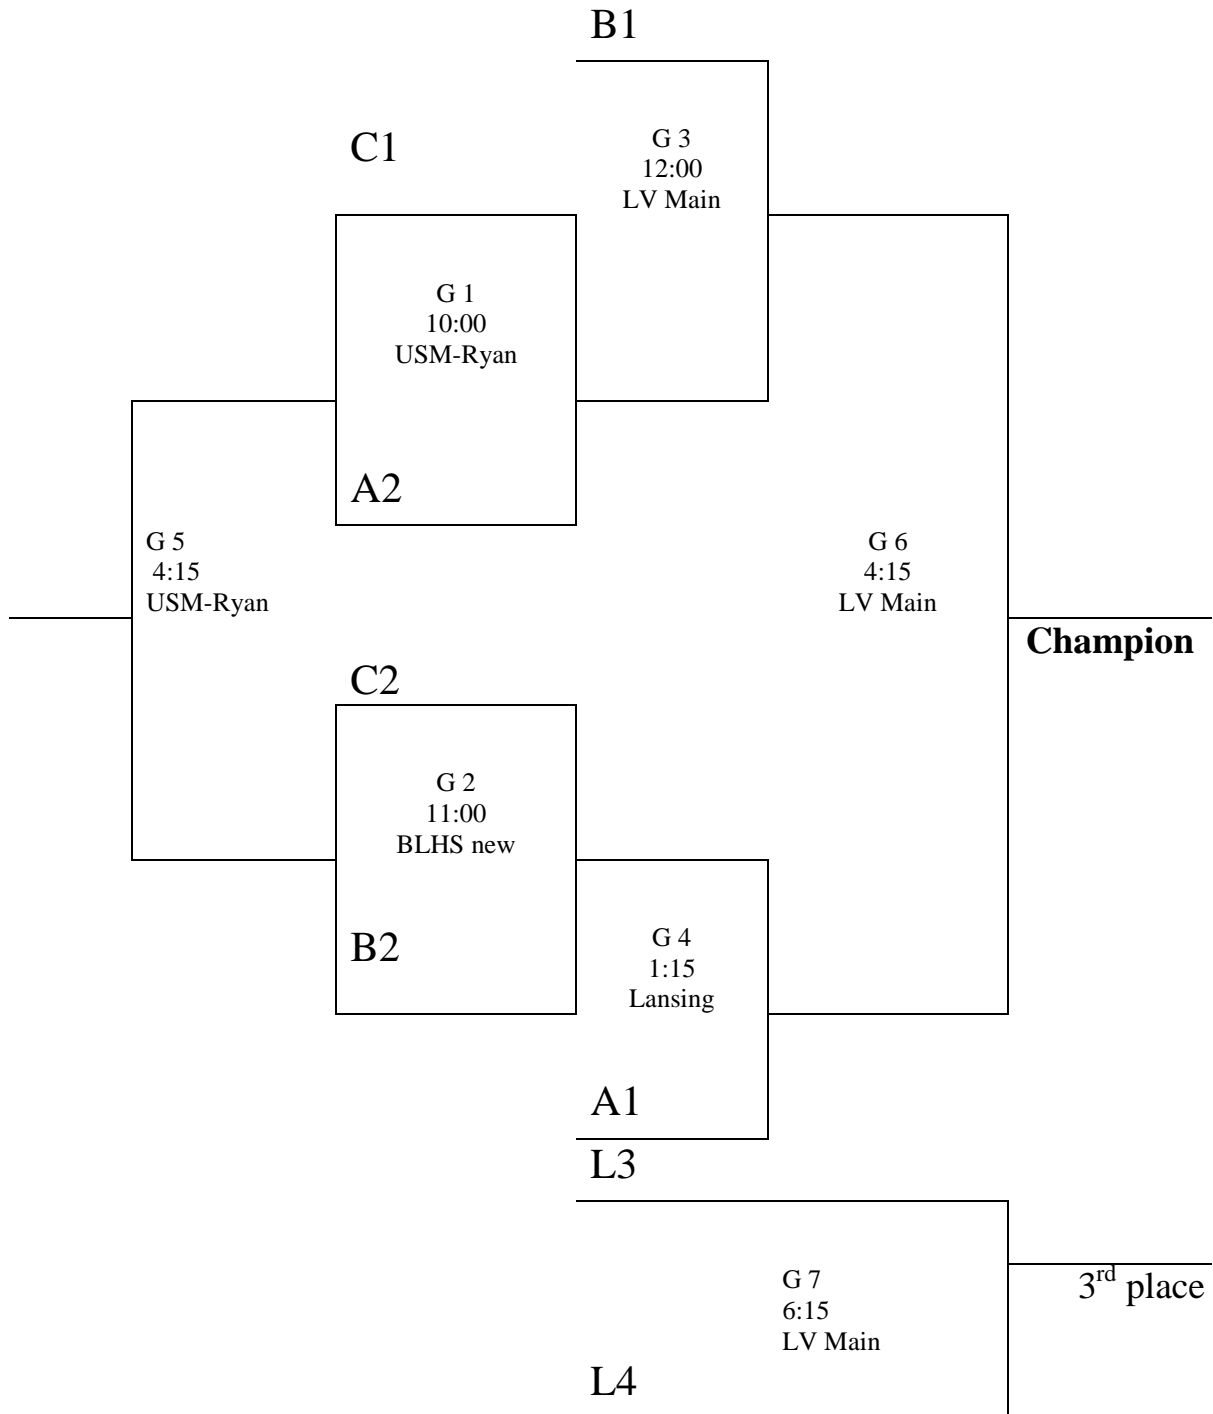 B1
C1
G 3
12:00
LV Main
G 1
10:00
USM-Ryan
A2
G 5
4:15
USM-Ryan
G 6
4:15
LV Main
Champion
C2
G 2
11:00
BLHS new
B2
G 4
1:15
Lansing
A1
L3
G 7
6:15
LV Main
3rd place
L4